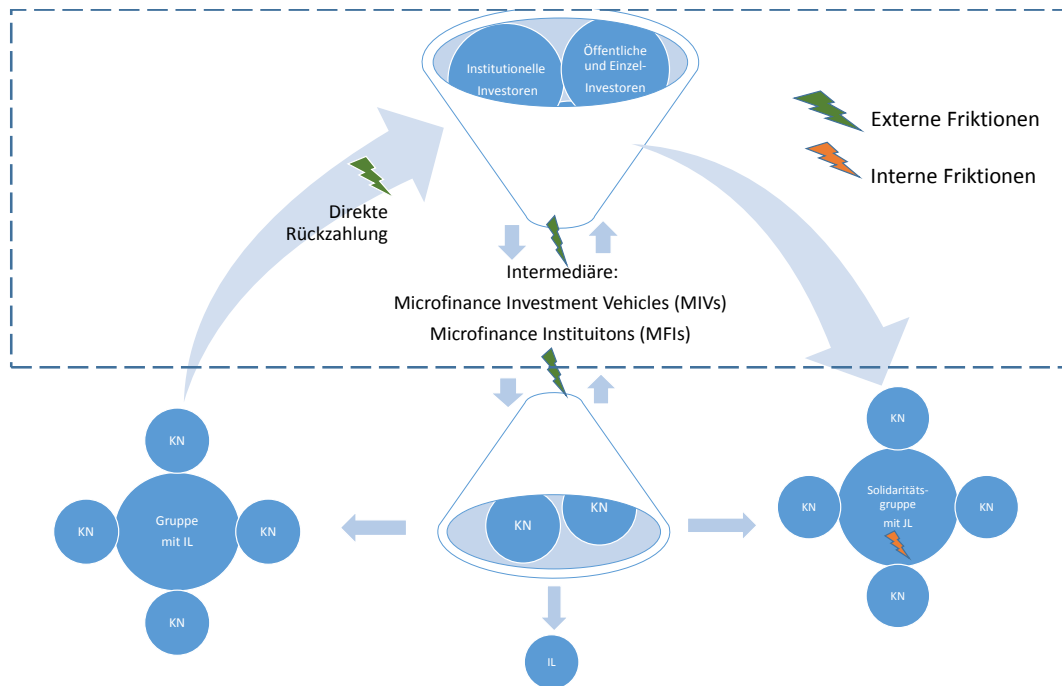 Institutionelle
Investoren
Öffentliche
und Einzel-
Investoren
Externe Friktionen
Interne Friktionen
Direkte
Rückzahlung
Intermediäre:
Microfinance Investment Vehicles (MIVs)
Microfinance Instituitons (MFIs)
KN
KN
Gruppe
mit IL
KN
KN
KN
KN
IL
KN
KN
Solidaritäts-
gruppe
mit JL
KN
KN